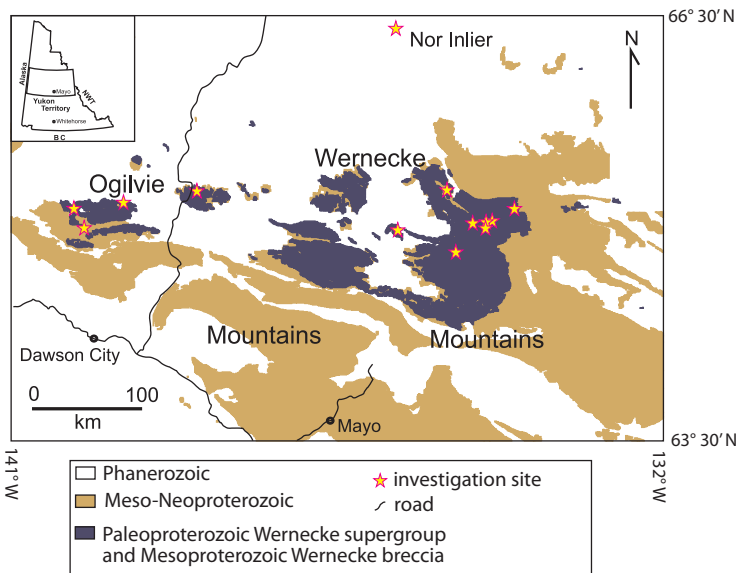 66° 30' N
Nor Inlier
N
Alaska
Mayo
NWT
Yukon
Territory
Whitehorse
B C
Wernecke
Ogilvie
Mountains
Mountains
Dawson City
0 100
km
Mayo
63° 30' N
141° W
132° W
Phanerozoic
investigation site
Meso-Neoproterozoic
road
Paleoproterozoic Wernecke supergroup
and Mesoproterozoic Wernecke breccia